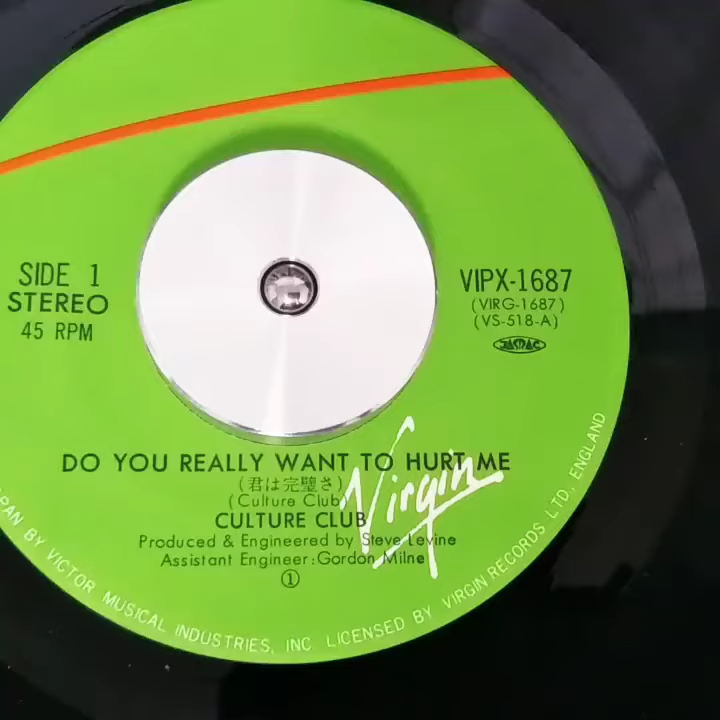 SIDE 1
STEREO
45 RPM
VIPX-1687
(VIRG-1687)
(VS-518-A)
JASRAC
DO YOU REALLY WANT TO HURT ME
(君は完璧さ)
(Culture Club)
CULTURE CLUB
Produced & Engineered by Steve Levine
Assistant Engineer: Gordon Milne
①
Virgin
PAN BY VICTOR MUSICAL INDUSTRIES, INC. LICENSED BY VIRGIN RECORDS LTD., ENGLAND